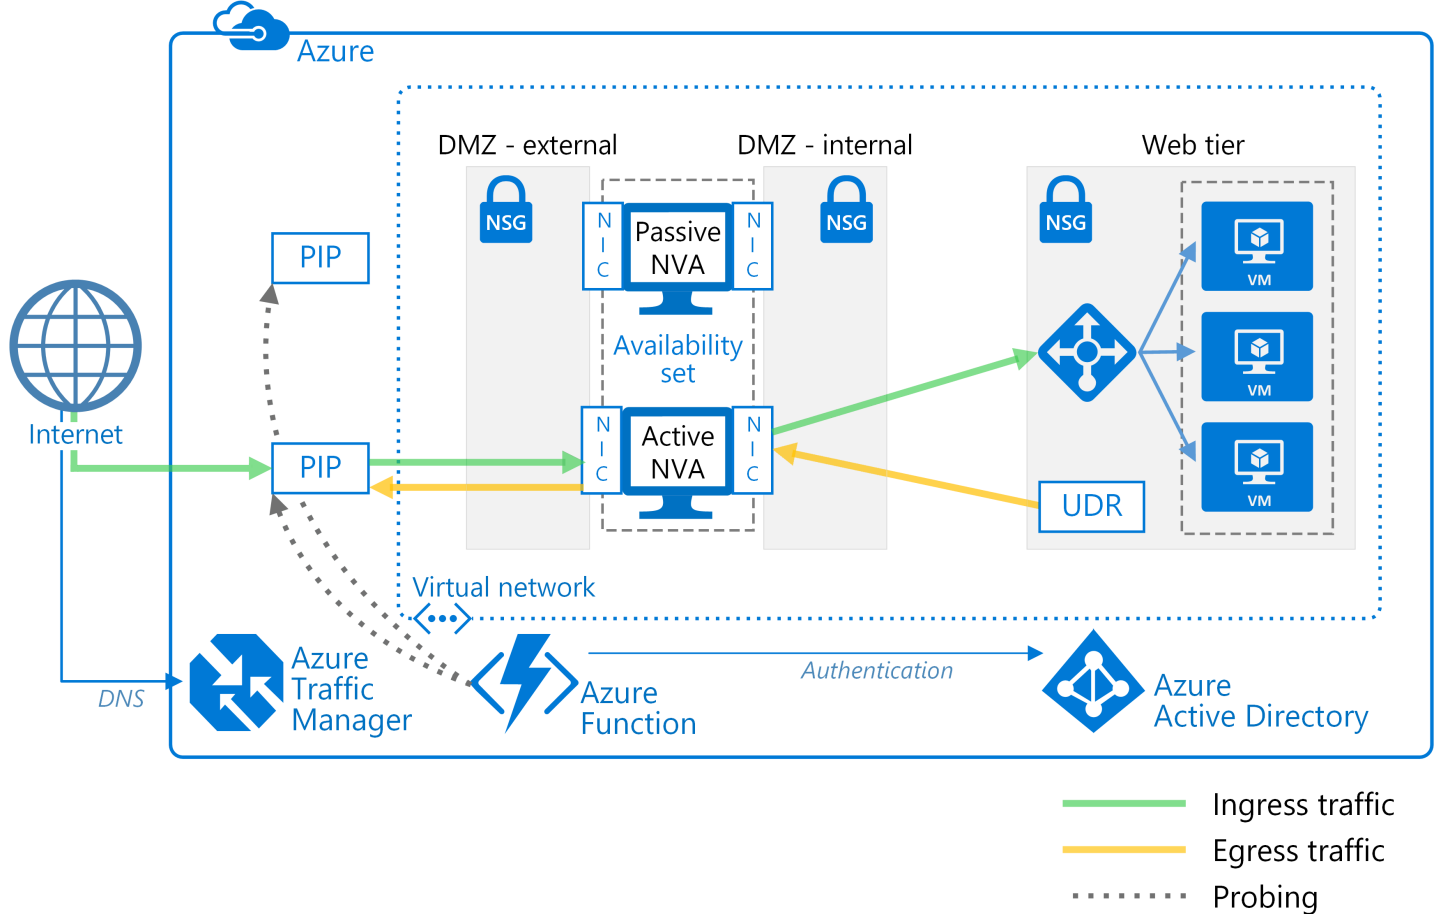 Azure
DMZ - external
DMZ - internal
Web tier
NSG
N
I
C
Passive
NVA
N
I
C
NSG
NSG
VM
PIP
Availability
set
VM
Internet
PIP
N
I
C
Active
NVA
N
I
C
UDR
VM
Virtual network
DNS
Azure
Traffic
Manager
Azure
Function
Authentication
Azure
Active Directory
Ingress traffic
Egress traffic
Probing